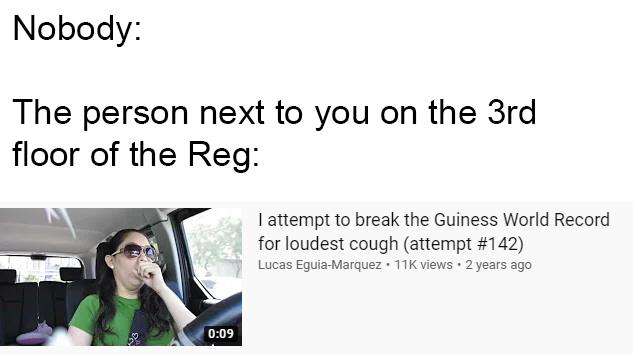 Nobody:
The person next to you on the 3rd
floor of the Reg:
I attempt to break the Guiness World Record
for loudest cough (attempt #142)
Lucas Eguia-Marquez • 11K views • 2 years ago
0:09